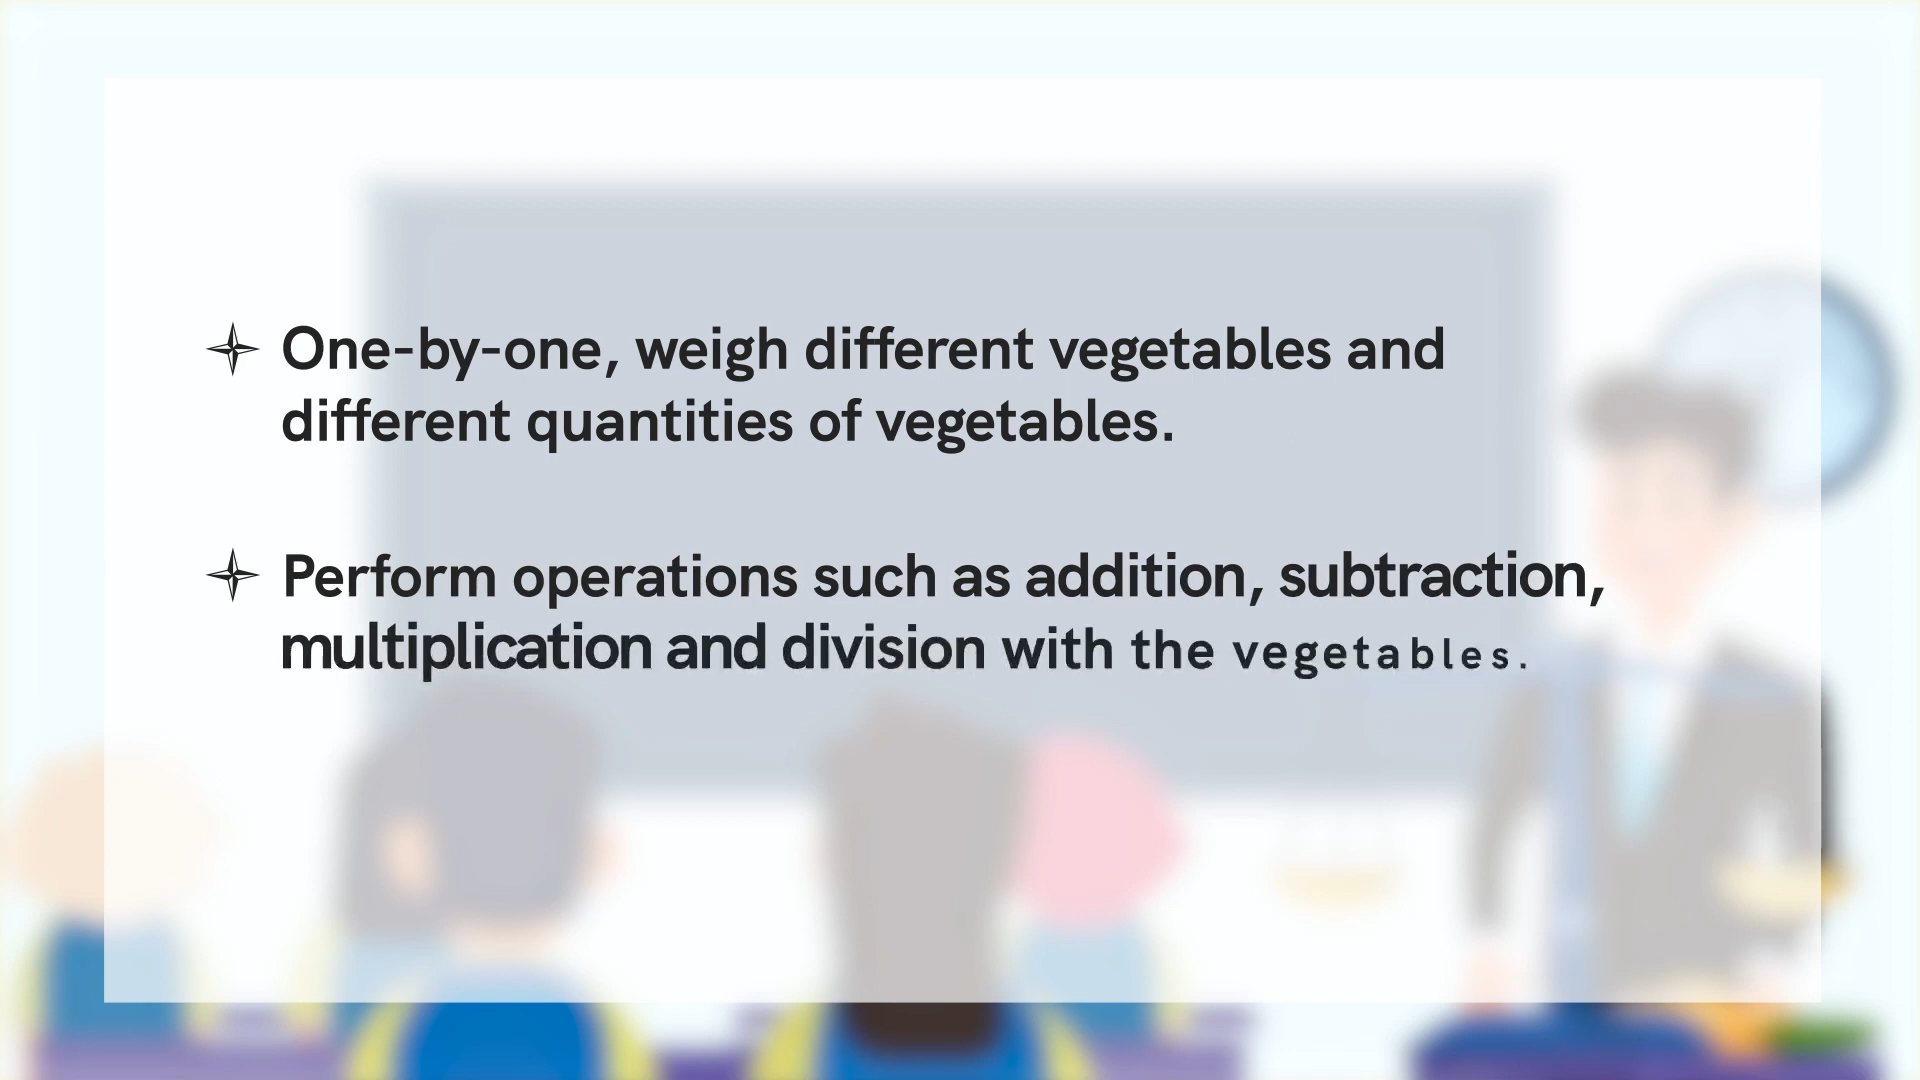 One-by-one, weigh different vegetables and
different quantities of vegetables.
Perform operations such as addition, subtraction,
multiplication and division with the vegetables.